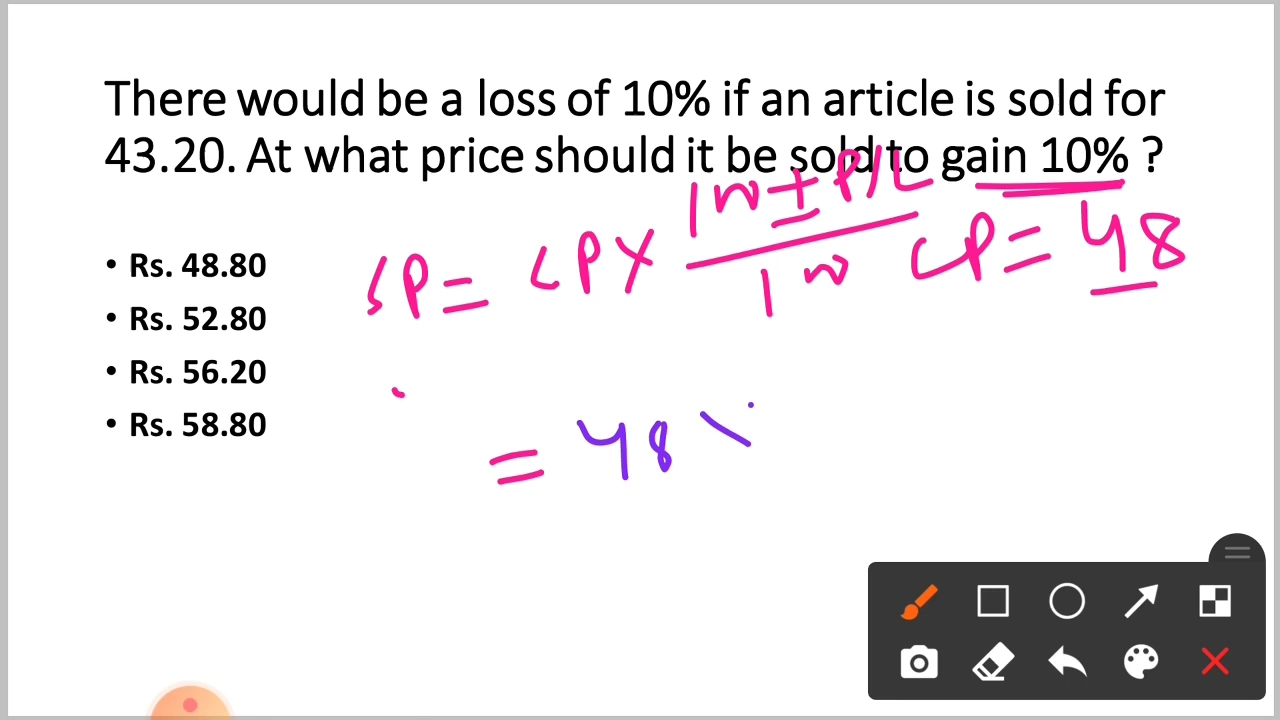 There would be a loss of 10% if an article is sold for
43.20. At what price should it be sold to gain 10% ?
• Rs. 48.80
• Rs. 52.80
• Rs. 56.20
• Rs. 58.80
SP = CP X 100 ± P/L / 100
CP = 48
= 48 \